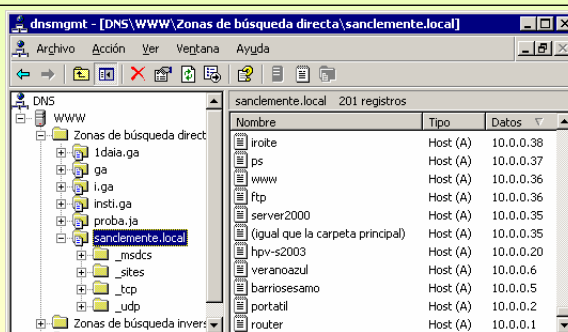 dnsmgmt - [DNS\WWW\Zonas de búsqueda directa\sanclemente.local]
Archivo Acción Ver Ventana Ayuda
DNS
WWW
Zonas de búsqueda direct
1daia.ga
ga
i.ga
insti.ga
proba.ja
sanclemente.local
_msdcs
_sites
_tcp
_udp
Zonas de búsqueda invers
sanclemente.local 201 registros
Nombre Tipo Datos
iroite Host (A) 10.0.0.38
ps Host (A) 10.0.0.37
www Host (A) 10.0.0.36
ftp Host (A) 10.0.0.36
server2000 Host (A) 10.0.0.35
(igual que la carpeta principal) Host (A) 10.0.0.35
hpv-s2003 Host (A) 10.0.0.20
veranoazul Host (A) 10.0.0.6
barriosesamo Host (A) 10.0.0.5
portatil Host (A) 10.0.0.2
router Host (A) 10.0.0.1